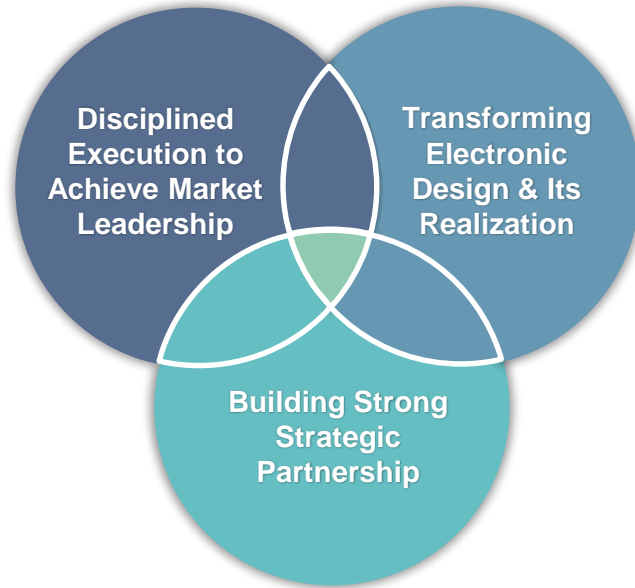 Disciplined
Execution to
Achieve Market
Leadership
Transforming
Electronic
Design & Its
Realization
Building Strong
Strategic
Partnership